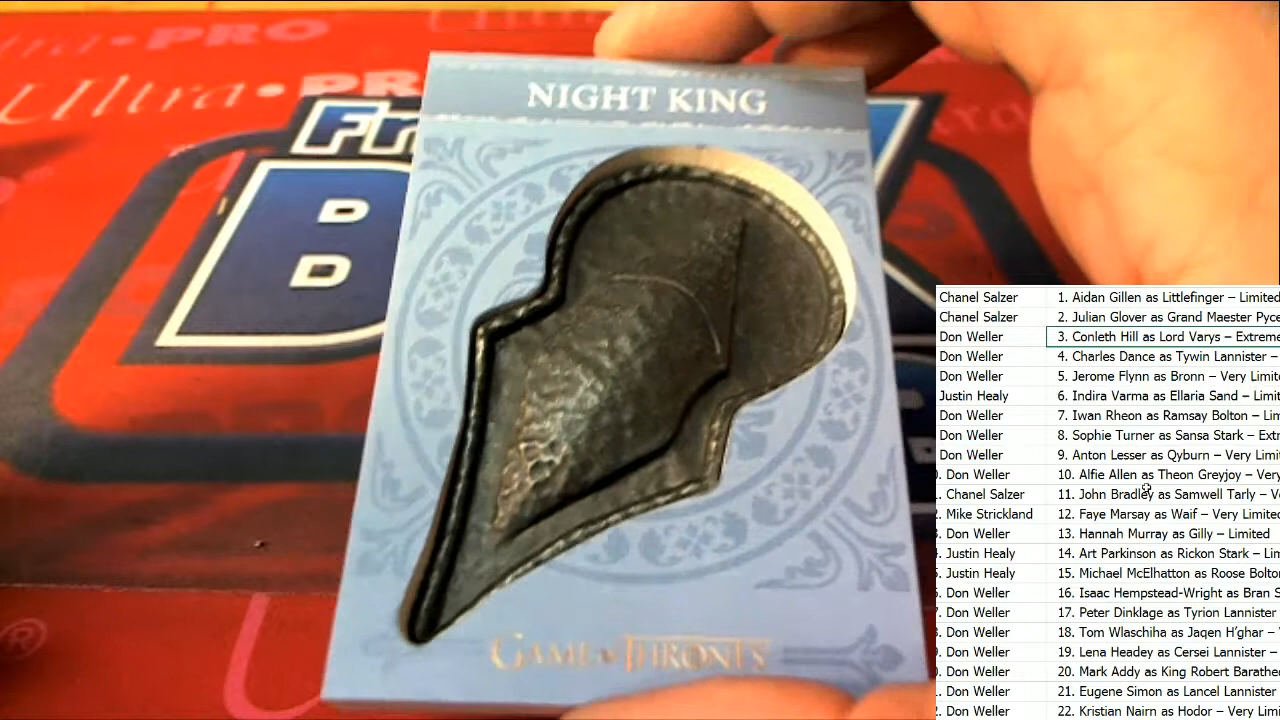 ultra·PRO
Ultra·PRO
Fr
NIGHT KING
GAME OF THRONES
Chanel Salzer 1. Aidan Gillen as Littlefinger – Limited
Chanel Salzer 2. Julian Glover as Grand Maester Pyce
Don Weller 3. Conleth Hill as Lord Varys – Extreme
Don Weller 4. Charles Dance as Tywin Lannister –
Don Weller 5. Jerome Flynn as Bronn – Very Limite
Justin Healy 6. Indira Varma as Ellaria Sand – Limit
Don Weller 7. Iwan Rheon as Ramsay Bolton – Lim
Don Weller 8. Sophie Turner as Sansa Stark – Extr
Don Weller 9. Anton Lesser as Qyburn – Very Limit
. Don Weller 10. Alfie Allen as Theon Greyjoy – Very
. Chanel Salzer 11. John Bradley as Samwell Tarly – V
. Mike Strickland 12. Faye Marsay as Waif – Very Limited
. Don Weller 13. Hannah Murray as Gilly – Limited
. Justin Healy 14. Art Parkinson as Rickon Stark – Lim
. Justin Healy 15. Michael McElhatton as Roose Bolto
. Don Weller 16. Isaac Hempstead-Wright as Bran S
. Don Weller 17. Peter Dinklage as Tyrion Lannister
. Don Weller 18. Tom Wlaschiha as Jaqen H'ghar –
. Don Weller 19. Lena Headey as Cersei Lannister –
. Don Weller 20. Mark Addy as King Robert Barathe
. Don Weller 21. Eugene Simon as Lancel Lannister
. Don Weller 22. Kristian Nairn as Hodor – Very Lim